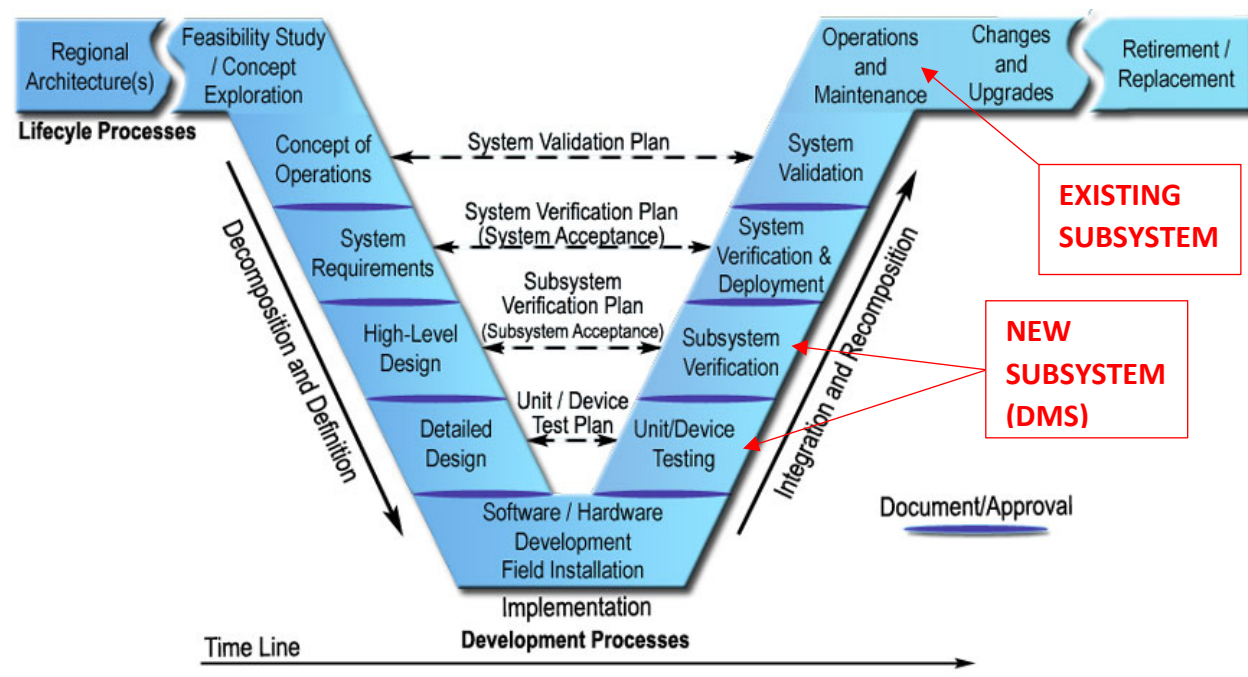 Regional
Architecture(s)
Feasibility Study
/ Concept
Exploration
Operations
and
Maintenance
Changes
and
Upgrades
Retirement /
Replacement
Lifecyle Processes
Concept of
Operations
System Validation Plan
System
Validation
EXISTING
SUBSYSTEM
System
Requirements
System Verification Plan
(System Acceptance)
System
Verification &
Deployment
High-Level
Design
Subsystem
Verification Plan
(Subsystem Acceptance)
Subsystem
Verification
NEW
SUBSYSTEM
(DMS)
Detailed
Design
Unit / Device
Test Plan
Unit/Device
Testing
Decomposition and Definition
Integration and Recomposition
Software / Hardware
Development
Field Installation
Document/Approval
Implementation
Development Processes
Time Line